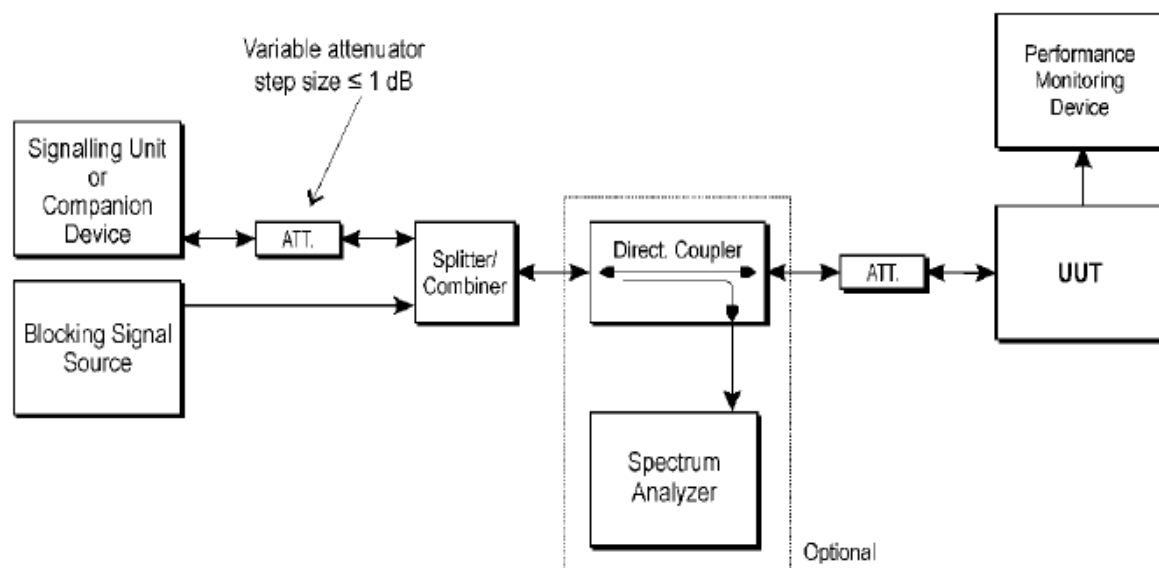 Variable attenuator
step size ≤ 1 dB
Performance
Monitoring
Device
Signalling Unit
or
Companion
Device
ATT.
Splitter/
Combiner
Direct. Coupler
ATT.
UUT
Blocking Signal
Source
Spectrum
Analyzer
Optional